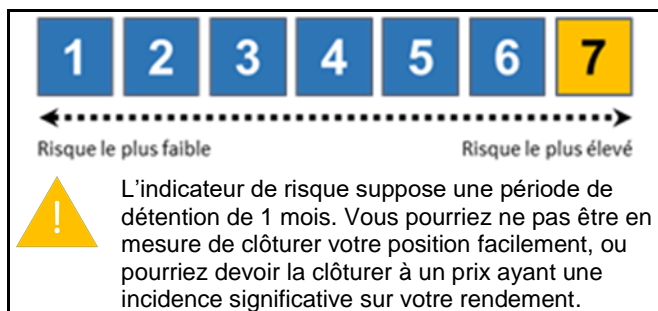 1 2 3 4 5 6 7
Risque le plus faible Risque le plus élevé
!
L'indicateur de risque suppose une période de
détention de 1 mois. Vous pourriez ne pas être en
mesure de clôturer votre position facilement, ou
pourriez devoir la clôturer à un prix ayant une
incidence significative sur votre rendement.